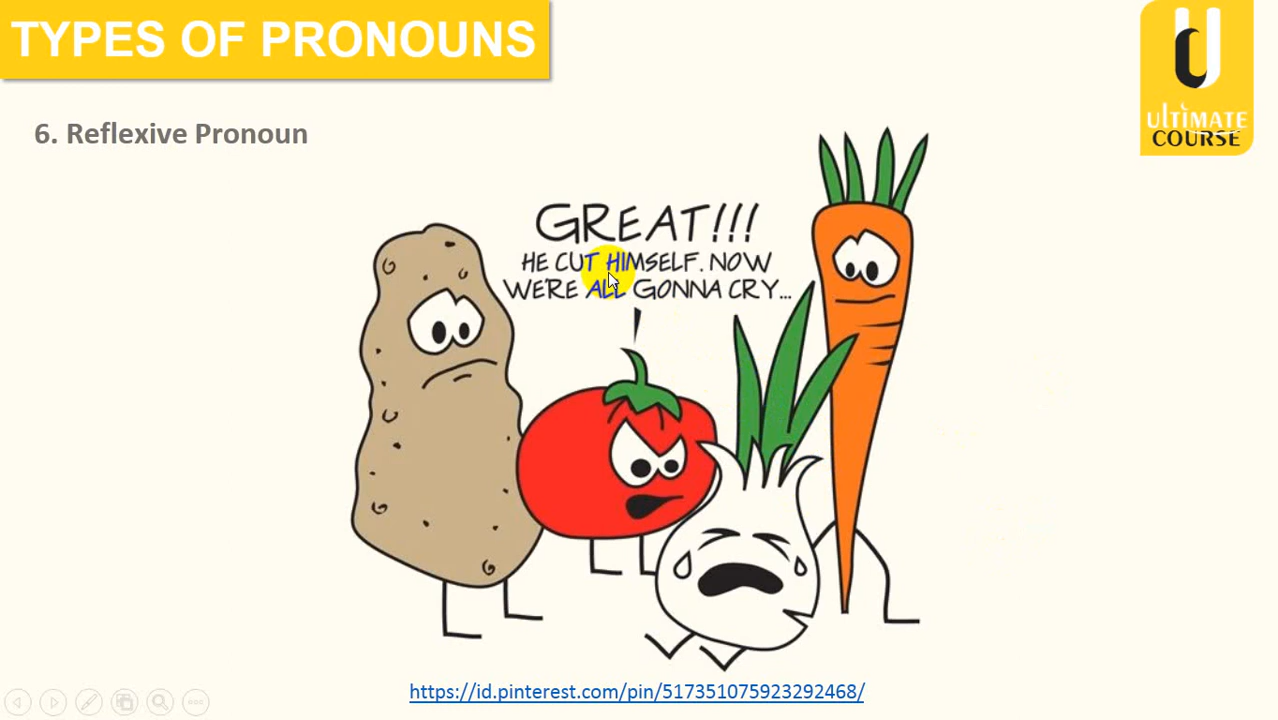 TYPES OF PRONOUNS
ULTIMATE
COURSE
6. Reflexive Pronoun
GREAT!!!
HE CUT HIMSELF. NOW
WE'RE ALL GONNA CRY...
https://id.pinterest.com/pin/517351075923292468/